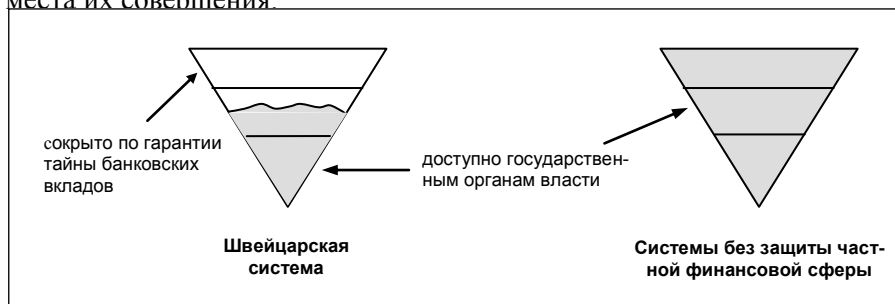 места их совершения.
сокрыто по гарантии
тайны банковских
вкладов
доступно государствен-
ным органам власти
Швейцарская
система
Системы без защиты част-
ной финансовой сферы